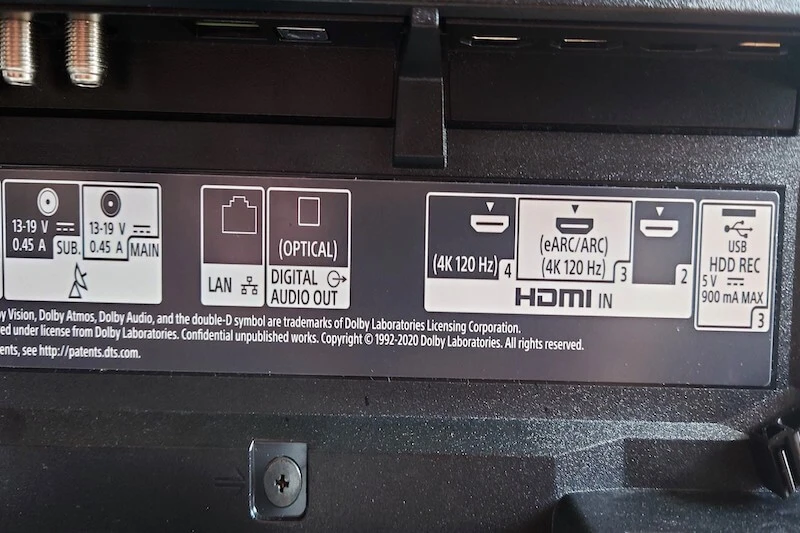 13-19 V
0.45 A
SUB.
13-19 V
0.45 A
MAIN
LAN
(OPTICAL)
DIGITAL
AUDIO OUT
(4K 120 Hz)
4
(eARC/ARC)
(4K 120 Hz)
3
2
HDMI IN
USB
HDD REC
5 V
900 mA MAX
3
y Vision, Dolby Atmos, Dolby Audio, and the double-D symbol are trademarks of Dolby Laboratories Licensing Corporation.
red under license from Dolby Laboratories. Confidential unpublished works. Copyright © 1992-2020 Dolby Laboratories. All rights reserved.
ents, see http://patents.dts.com.